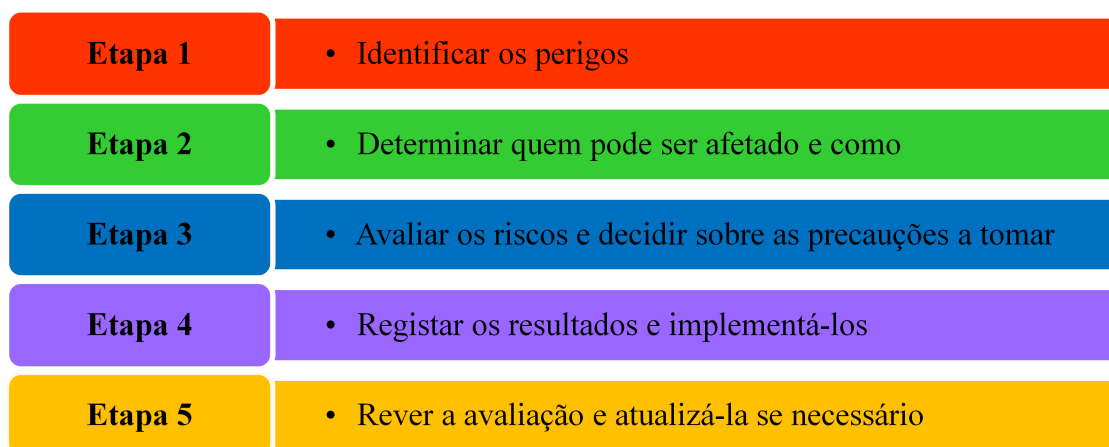 Etapa 1 • Identificar os perigos
Etapa 2 • Determinar quem pode ser afetado e como
Etapa 3 • Avaliar os riscos e decidir sobre as precauções a tomar
Etapa 4 • Registar os resultados e implementá-los
Etapa 5 • Rever a avaliação e atualizá-la se necessário